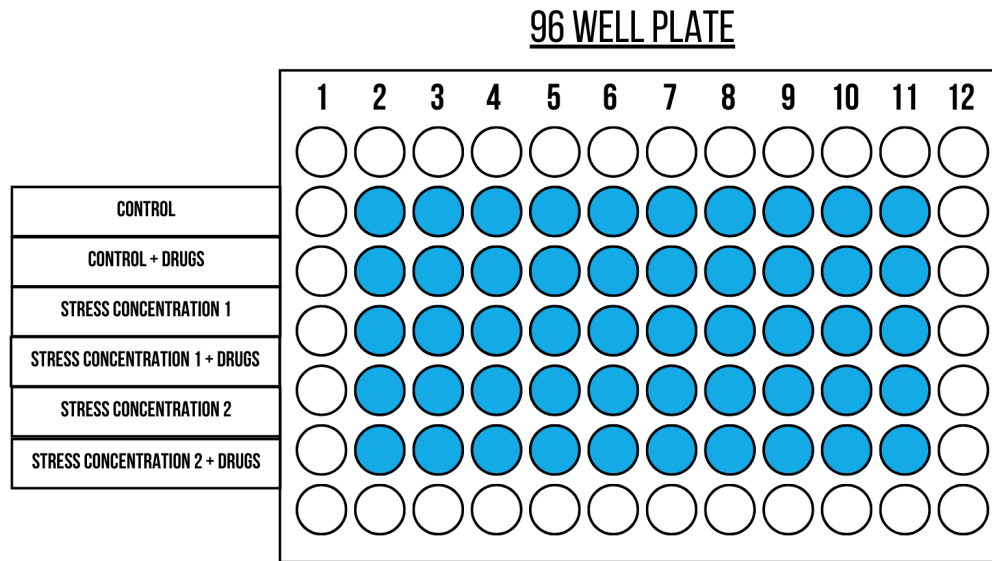 96 WELL PLATE
1 2 3 4 5 6 7 8 9 10 11 12
CONTROL
CONTROL + DRUGS
STRESS CONCENTRATION 1
STRESS CONCENTRATION 1 + DRUGS
STRESS CONCENTRATION 2
STRESS CONCENTRATION 2 + DRUGS